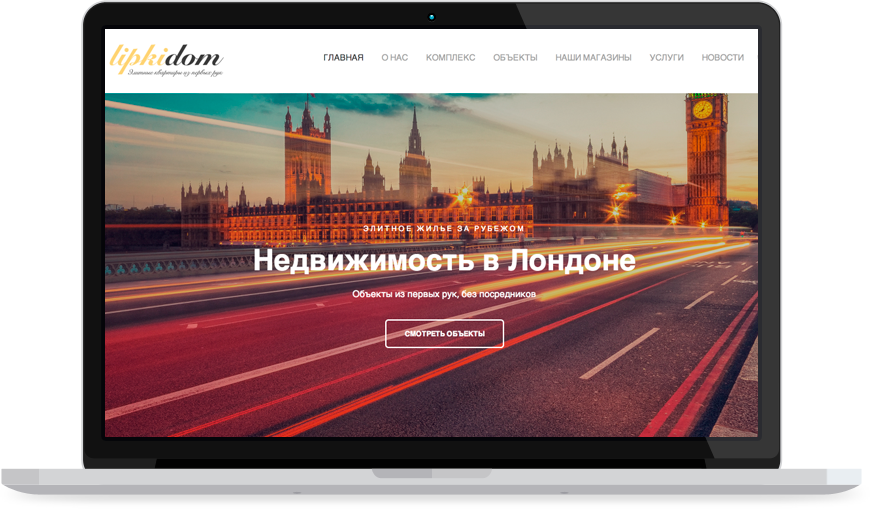 lipkidom
Элитные квартиры из первых рук
ГЛАВНАЯ О НАС КОМПЛЕКС ОБЪЕКТЫ НАШИ МАГАЗИНЫ УСЛУГИ НОВОСТИ
ЭЛИТНОЕ ЖИЛЬЕ ЗА РУБЕЖОМ
Недвижимость в Лондоне
Объекты из первых рук, без посредников
СМОТРЕТЬ ОБЪЕКТЫ